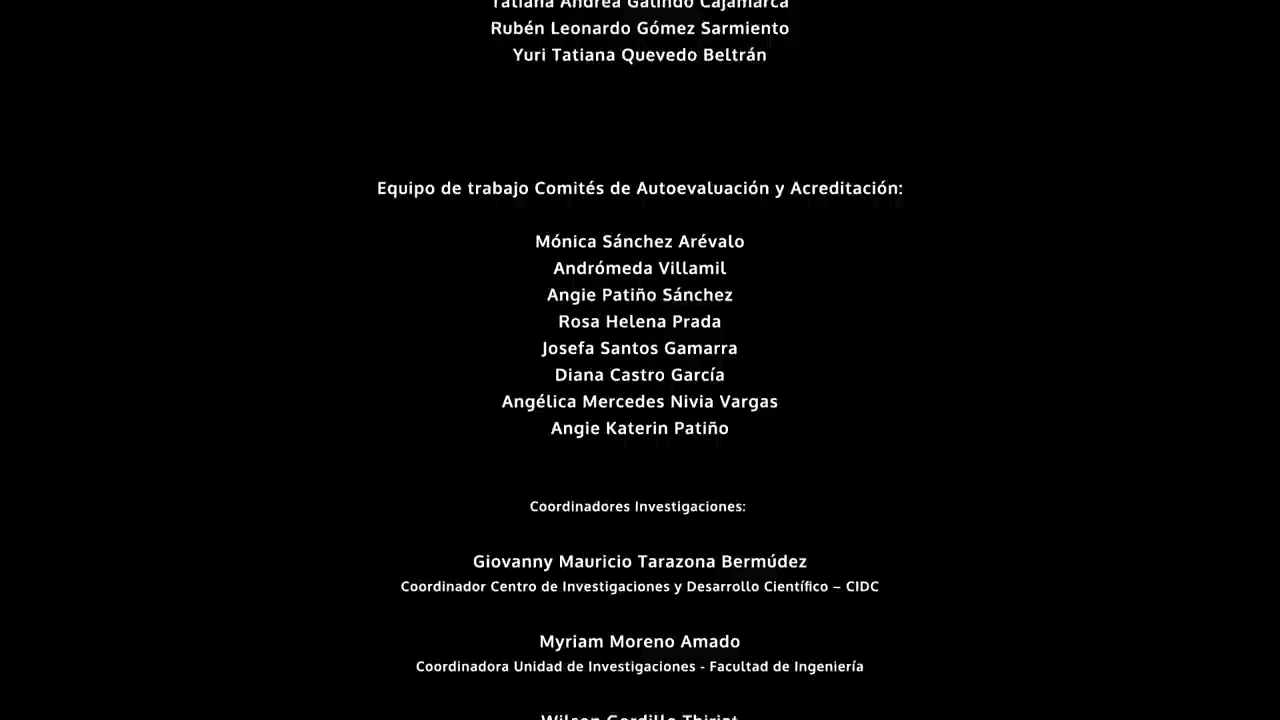 Tatiana Andrea Galindo Cajamarca
Rubén Leonardo Gómez Sarmiento
Yuri Tatiana Quevedo Beltrán
Equipo de trabajo Comités de Autoevaluación y Acreditación:
Mónica Sánchez Arévalo
Andrómeda Villamil
Angie Patiño Sánchez
Rosa Helena Prada
Josefa Santos Gamarra
Diana Castro García
Angélica Mercedes Nivia Vargas
Angie Katerin Patiño
Coordinadores Investigaciones:
Giovanny Mauricio Tarazona Bermúdez
Coordinador Centro de Investigaciones y Desarrollo Científico – CIDC
Myriam Moreno Amado
Coordinadora Unidad de Investigaciones - Facultad de Ingeniería
Wilson Gordillo